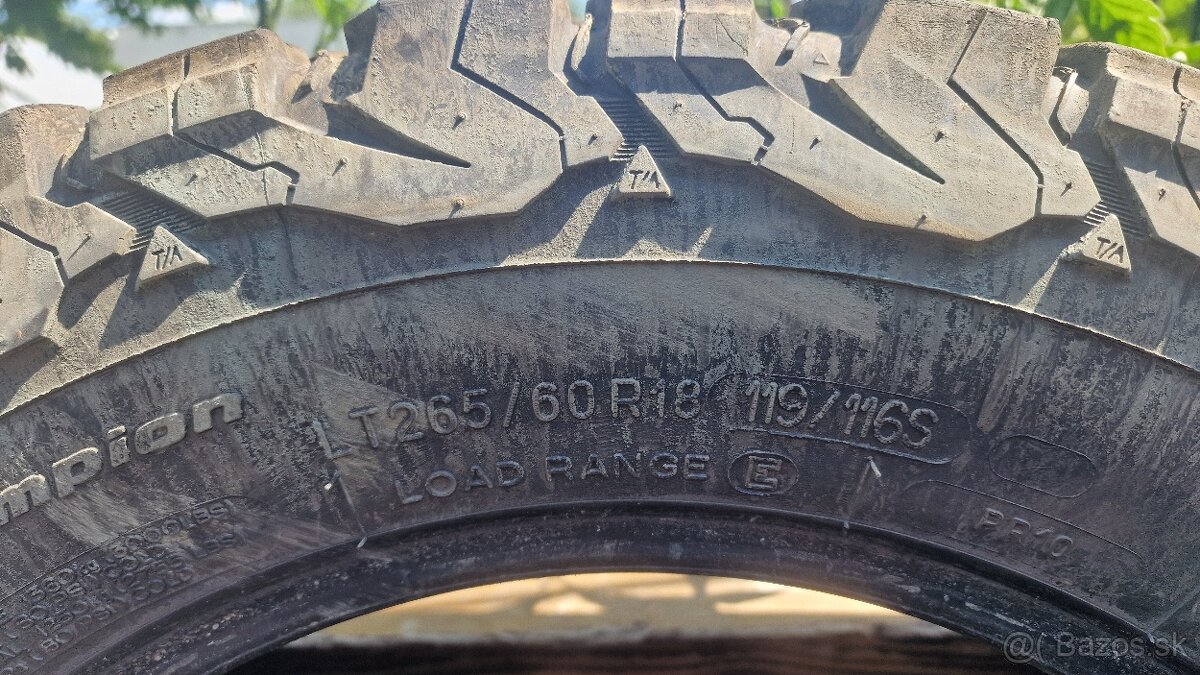 T/A
T/A
T/A
mpion
LT265/60R18 119/116S
LOAD RANGE E
PR10
@( Bazos.sk